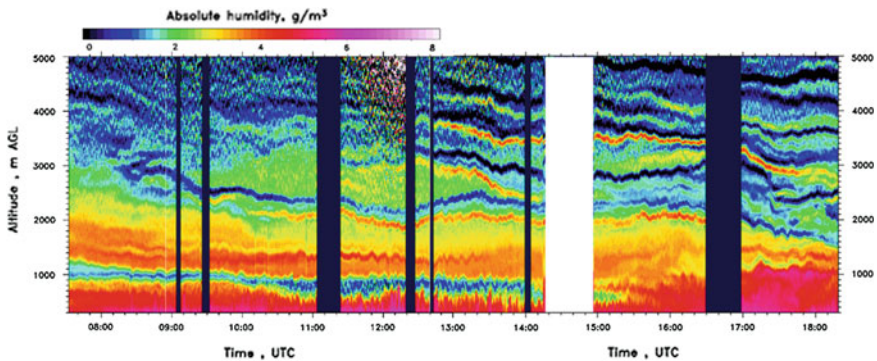 Absolute humidity, g/m³
0 2 4 6 8
5000 5000
4000 4000
3000 3000
2000 2000
1000 1000
Altitude , m AGL
08:00 09:00 10:00 11:00 12:00 13:00 14:00 15:00 16:00 17:00 18:00
Time , UTC Time , UTC